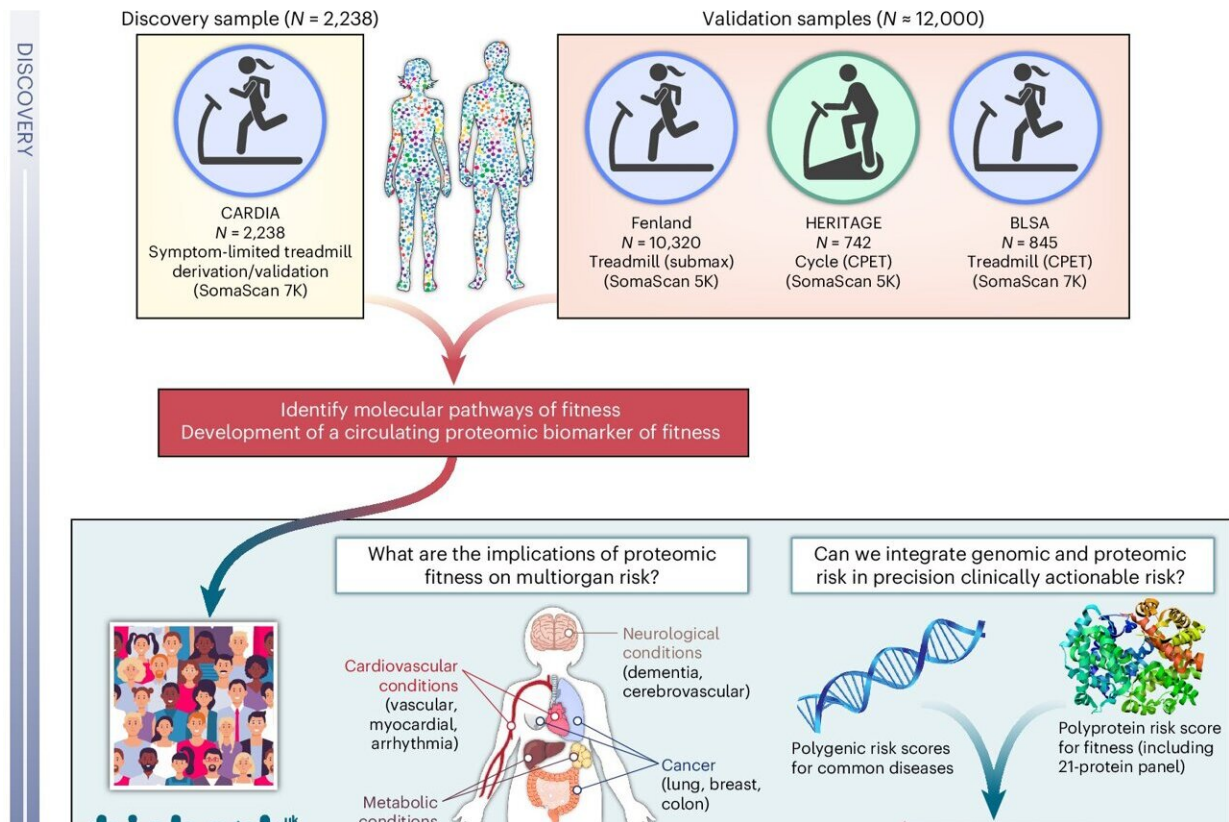 DISCOVERY
Discovery sample (N = 2,238)
CARDIA
N = 2,238
Symptom-limited treadmill
derivation/validation
(SomaScan 7K)
Validation samples (N ≈ 12,000)
Fenland
N = 10,320
Treadmill (submax)
(SomaScan 5K)
HERITAGE
N = 742
Cycle (CPET)
(SomaScan 5K)
BLSA
N = 845
Treadmill (CPET)
(SomaScan 7K)
Identify molecular pathways of fitness
Development of a circulating proteomic biomarker of fitness
What are the implications of proteomic
fitness on multiorgan risk?
Neurological
conditions
(dementia,
cerebrovascular)
Cardiovascular
conditions
(vascular,
myocardial,
arrhythmia)
Cancer
(lung, breast,
colon)
Metabolic
conditions
Can we integrate genomic and proteomic
risk in precision clinically actionable risk?
Polygenic risk scores
for common diseases
Polyprotein risk score
for fitness (including
21-protein panel)
uk